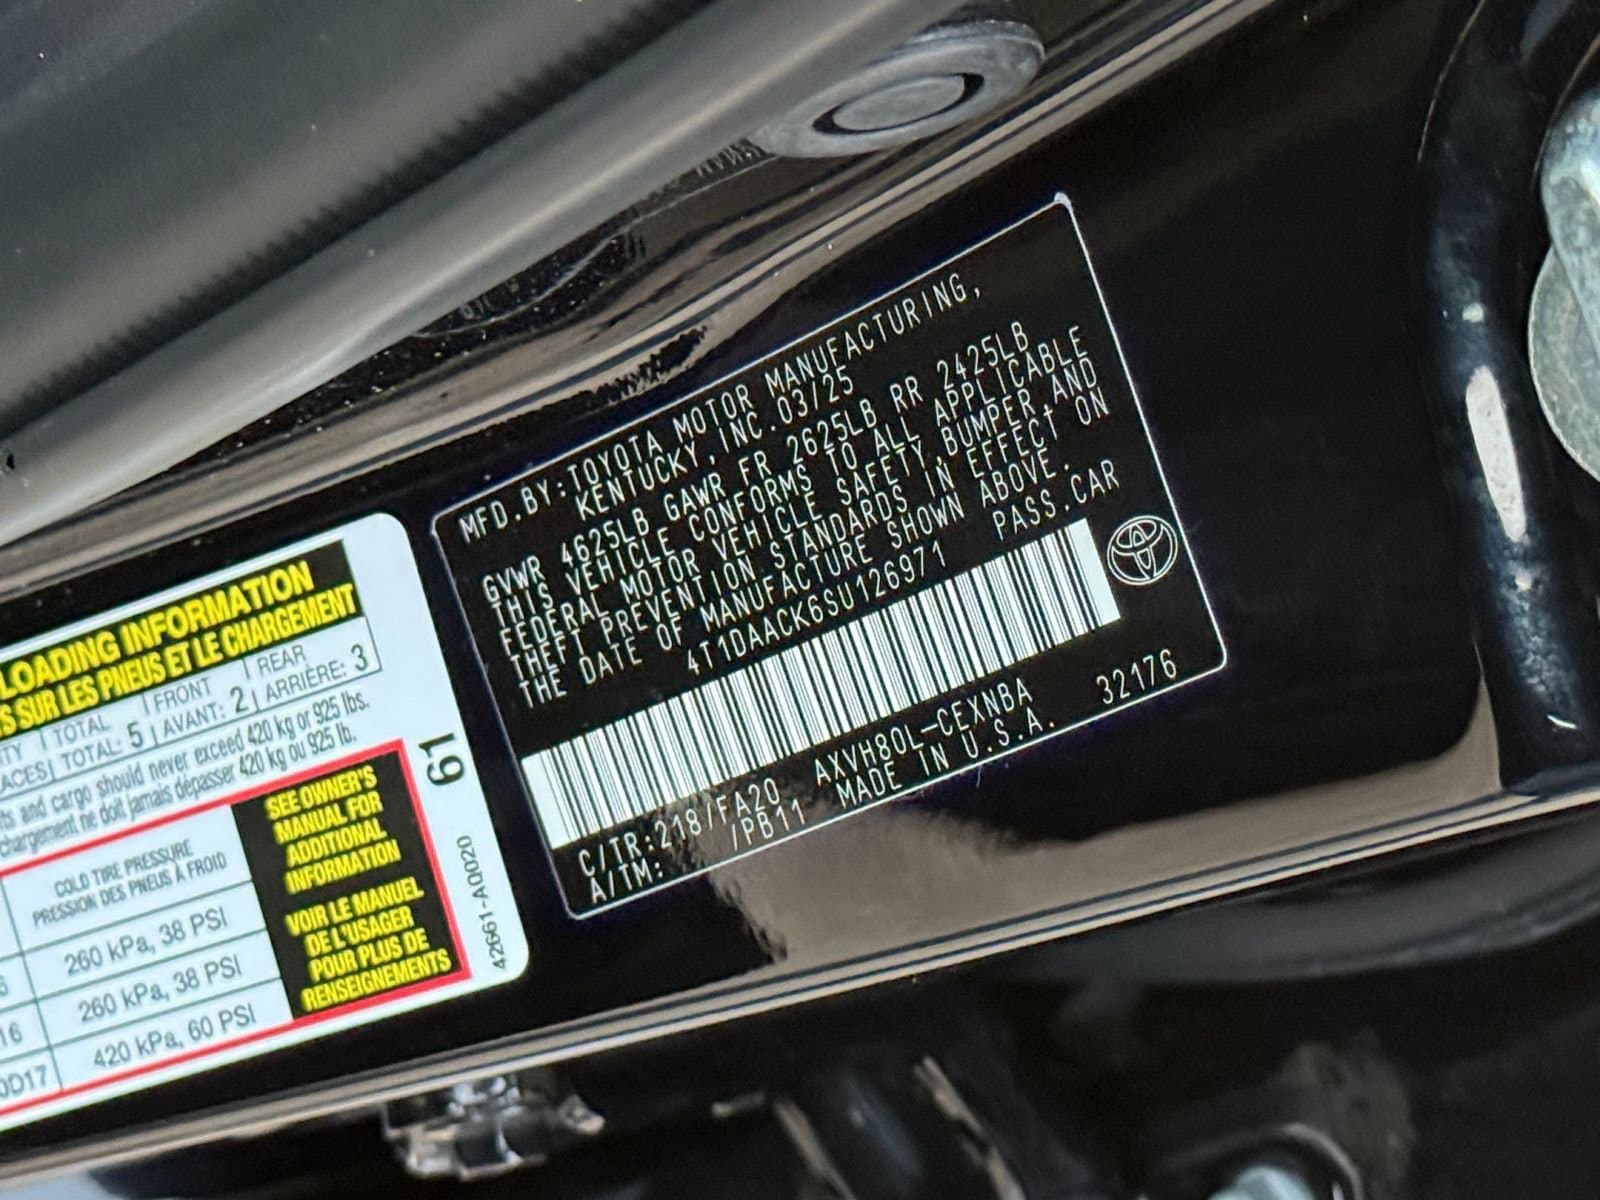 MFD.BY:TOYOTA MOTOR MANUFACTURING,
KENTUCKY, INC.03/25
GVWR 4625LB GAWR FR 2625LB RR 2425LB
THIS VEHICLE CONFORMS TO ALL APPLICABLE
FEDERAL MOTOR VEHICLE SAFETY,BUMPER,AND
THEFT PREVENTION STANDARDS IN EFFECT ON
THE DATE OF MANUFACTURE SHOWN ABOVE.
4T1DAACK6SU126971 PASS.CAR
C/TR:218/FA20 AXVH80L-CEXNBA 32176
A/TM: /PB11 MADE IN U.S.A.
LOADING INFORMATION
SUR LES PNEUS ET LE CHARGEMENT
TOTAL FRONT REAR
TOTAL: 5 AVANT: 2 ARRIÈRE: 3
and cargo should never exceed 420 kg or 925 lbs.
chargement ne doit jamais dépasser 420 kg ou 925 lb.
COLD TIRE PRESSURE
PRESSION DES PNEUS À FROID
260 kPa, 38 PSI
16 260 kPa, 38 PSI
0D17 420 kPa, 60 PSI
SEE OWNER'S
MANUAL FOR
ADDITIONAL
INFORMATION
VOIR LE MANUEL
DE L'USAGER
POUR PLUS DE
RENSEIGNEMENTS
61
42661-A0020